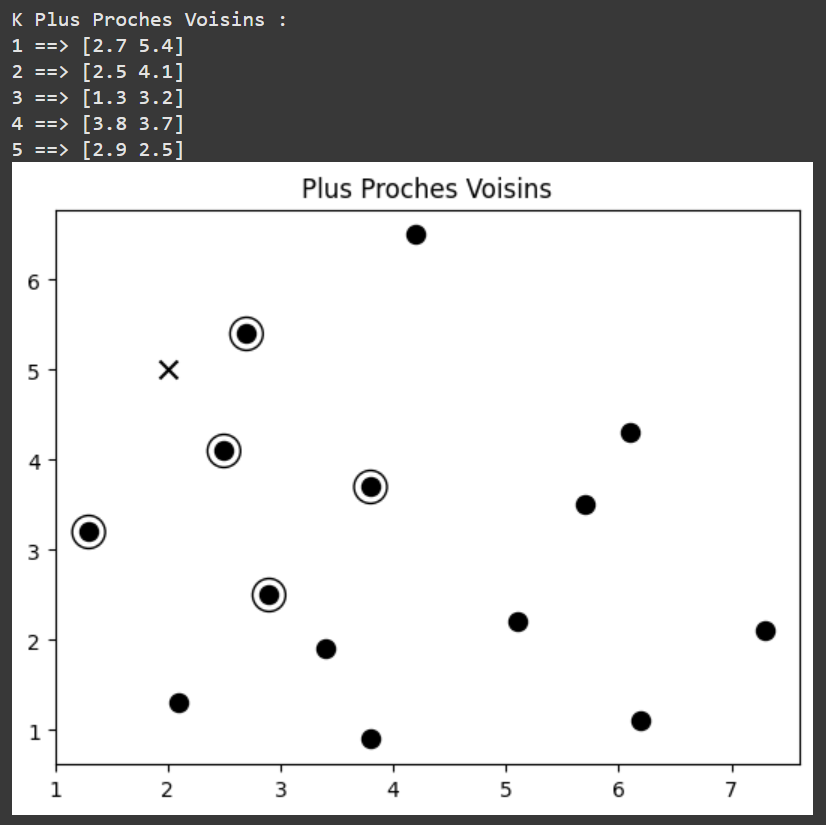 K Plus Proches Voisins :
1 ==> [2.7 5.4]
2 ==> [2.5 4.1]
3 ==> [1.3 3.2]
4 ==> [3.8 3.7]
5 ==> [2.9 2.5]
Plus Proches Voisins
6
5
4
3
2
1
1 2 3 4 5 6 7